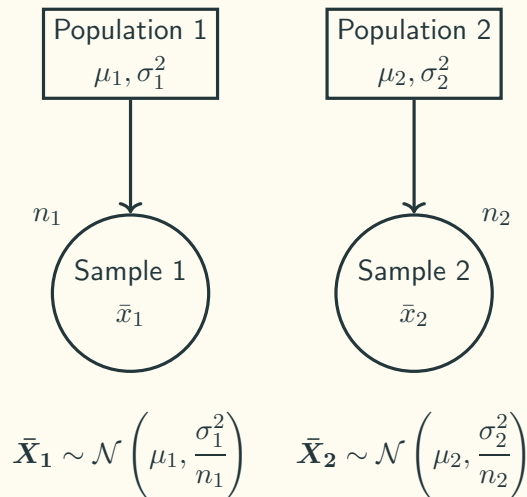 Population 1
μ₁, σ₁²
Population 2
μ₂, σ₂²
n₁
n₂
Sample 1
x̄₁
Sample 2
x̄₂
X̄₁ ∼ 𝒩 (μ₁, σ₁²/n₁)
X̄₂ ∼ 𝒩 (μ₂, σ₂²/n₂)